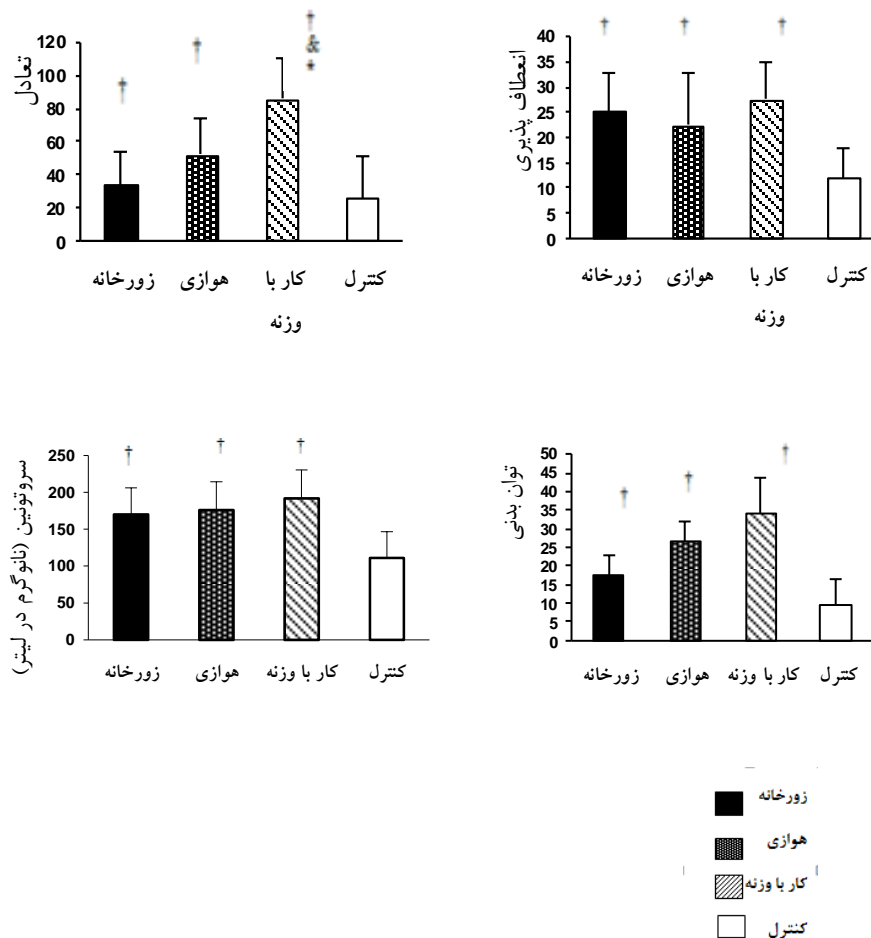 تعادل
120
100
80
60
40
20
0
†
†
†
&
*
زورخانه هوازی کار با کنترل
وزنه
انعطاف پذیری
40
35
30
25
20
15
10
5
0
† † †
زورخانه هوازی کار با کنترل
وزنه
سروتونین (نانوگرم در لیتر)
250
200
150
100
50
0
† † †
زورخانه هوازی کار با وزنه کنترل
توان بدنی
50
45
40
35
30
25
20
15
10
5
0
† † †
زورخانه هوازی کار با وزنه کنترل
زورخانه
هوازی
کار با وزنه
کنترل